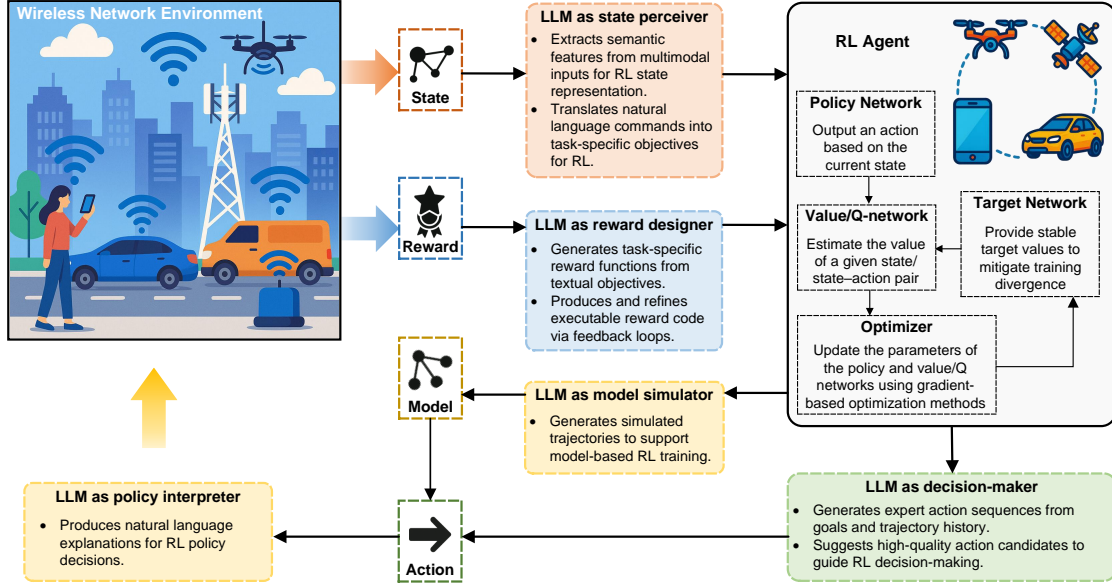 Wireless Network Environment
State
LLM as state perceiver
• Extracts semantic
features from multimodal
inputs for RL state
representation.
• Translates natural
language commands into
task-specific objectives
for RL.
Reward
LLM as reward designer
• Generates task-specific
reward functions from
textual objectives.
• Produces and refines
executable reward code
via feedback loops.
RL Agent
Policy Network
Output an action
based on the
current state
Value/Q-network
Estimate the value
of a given state/
state–action pair
Target Network
Provide stable
target values to
mitigate training
divergence
Optimizer
Update the parameters of
the policy and value/Q
networks using gradient-
based optimization methods
Model
LLM as model simulator
• Generates simulated
trajectories to support
model-based RL training.
LLM as policy interpreter
• Produces natural language
explanations for RL policy
decisions.
Action
LLM as decision-maker
• Generates expert action sequences from
goals and trajectory history.
• Suggests high-quality action candidates to
guide RL decision-making.